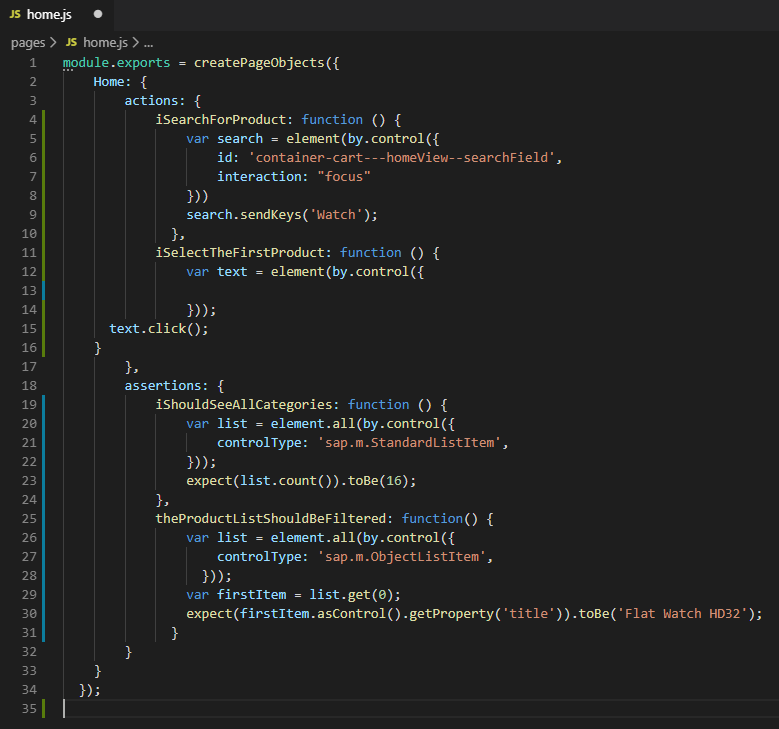 JS home.js ●
pages > JS home.js > ...
1 module.exports = createPageObjects({
2     Home: {
3         actions: {
4             iSearchForProduct: function () {
5                 var search = element(by.control({
6                     id: 'container-cart---homeView--searchField',
7                     interaction: "focus"
8                 }))
9                 search.sendKeys('Watch');
10               },
11             iSelectTheFirstProduct: function () {
12                 var text = element(by.control({
13
14                 }));
15       text.click();
16     }
17         },
18         assertions: {
19             iShouldSeeAllCategories: function () {
20                 var list = element.all(by.control({
21                     controlType: 'sap.m.StandardListItem',
22                 }));
23                 expect(list.count()).toBe(16);
24             },
25             theProductListShouldBeFiltered: function() {
26                 var list = element.all(by.control({
27                     controlType: 'sap.m.ObjectListItem',
28                   }));
29                 var firstItem = list.get(0);
30                 expect(firstItem.asControl().getProperty('title')).toBe('Flat Watch HD32');
31               }
32         }
33     }
34   });
35